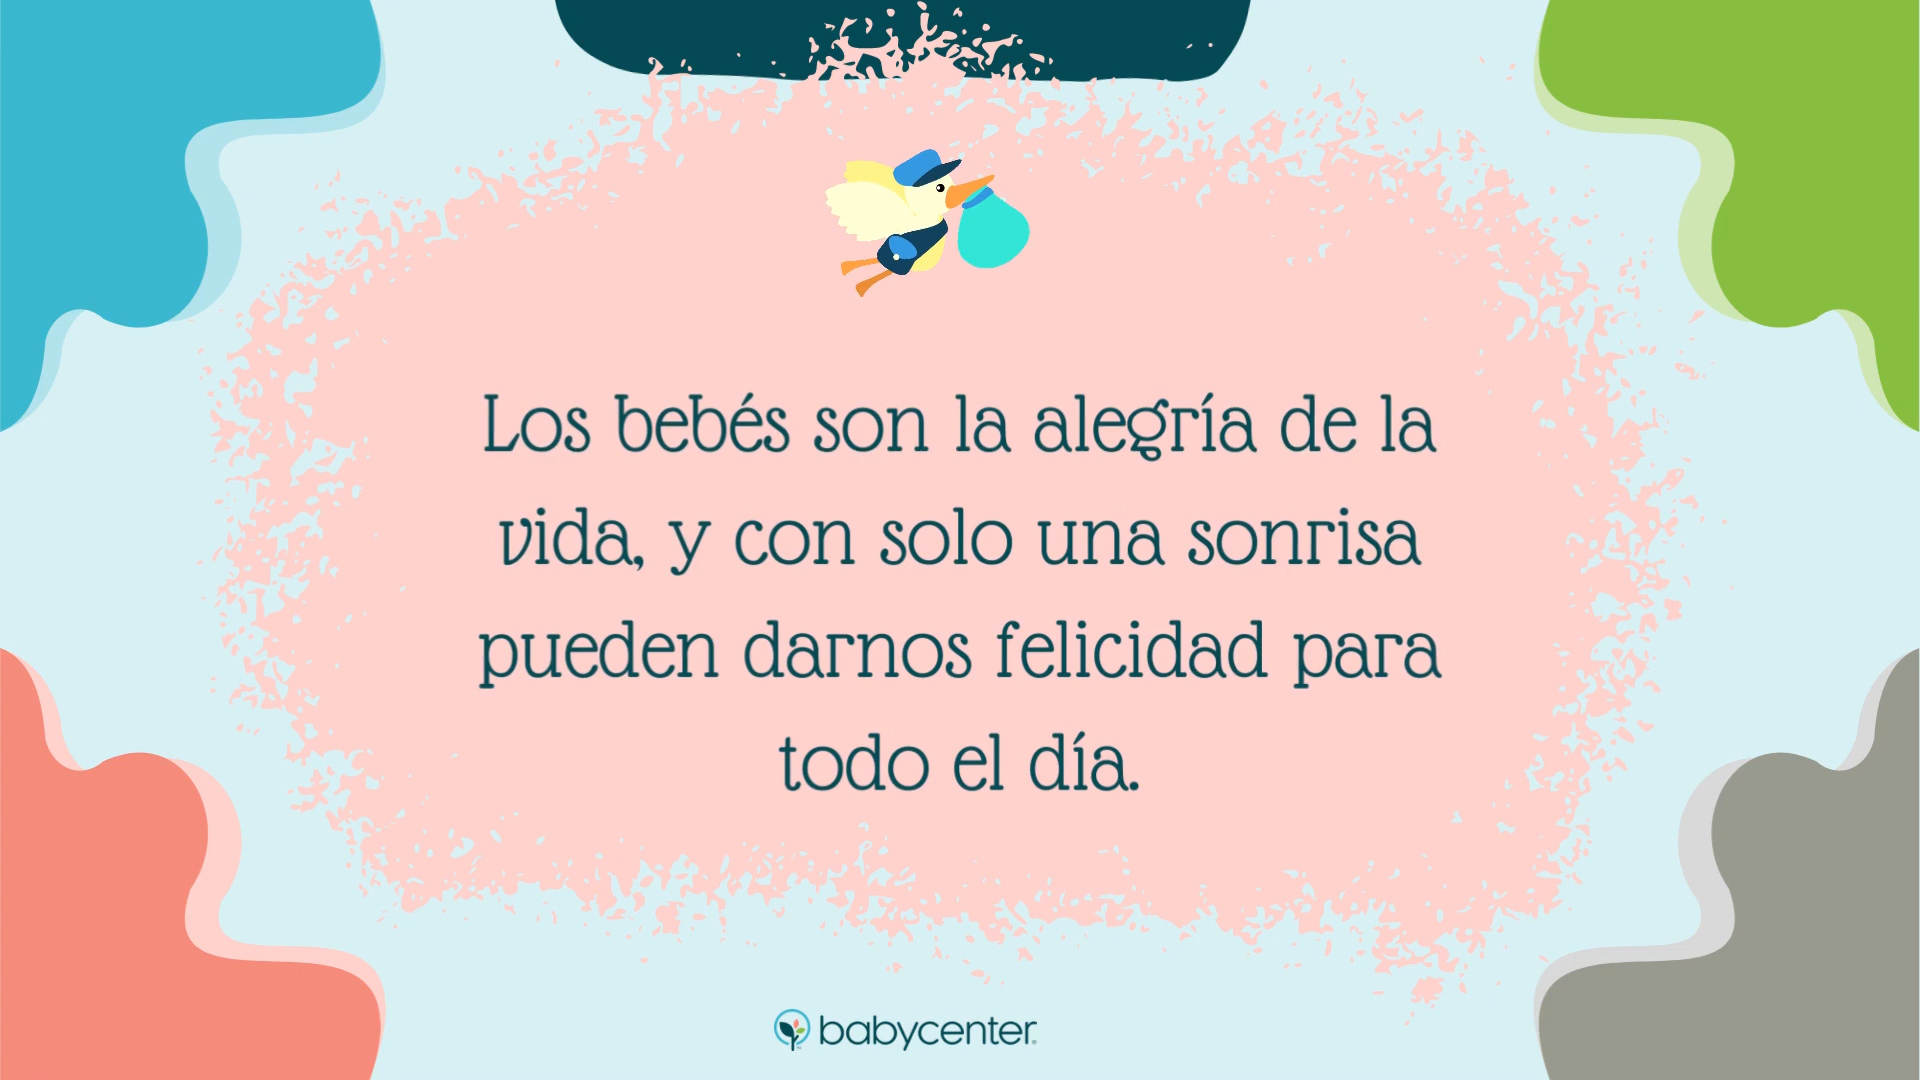 Los bebés son la alegría de la
vida, y con solo una sonrisa
pueden darnos felicidad para
todo el día.
babycenter